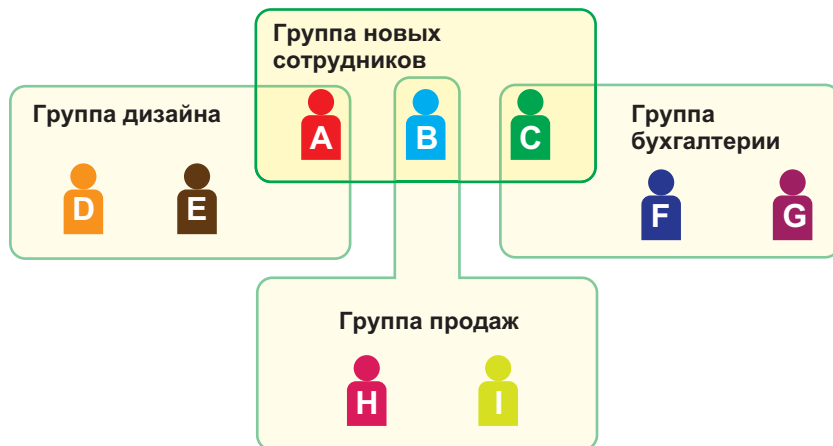 Группа новых
сотрудников
Группа дизайна
A
B
C
Группа
бухгалтерии
D
E
F
G
Группа продаж
H
I